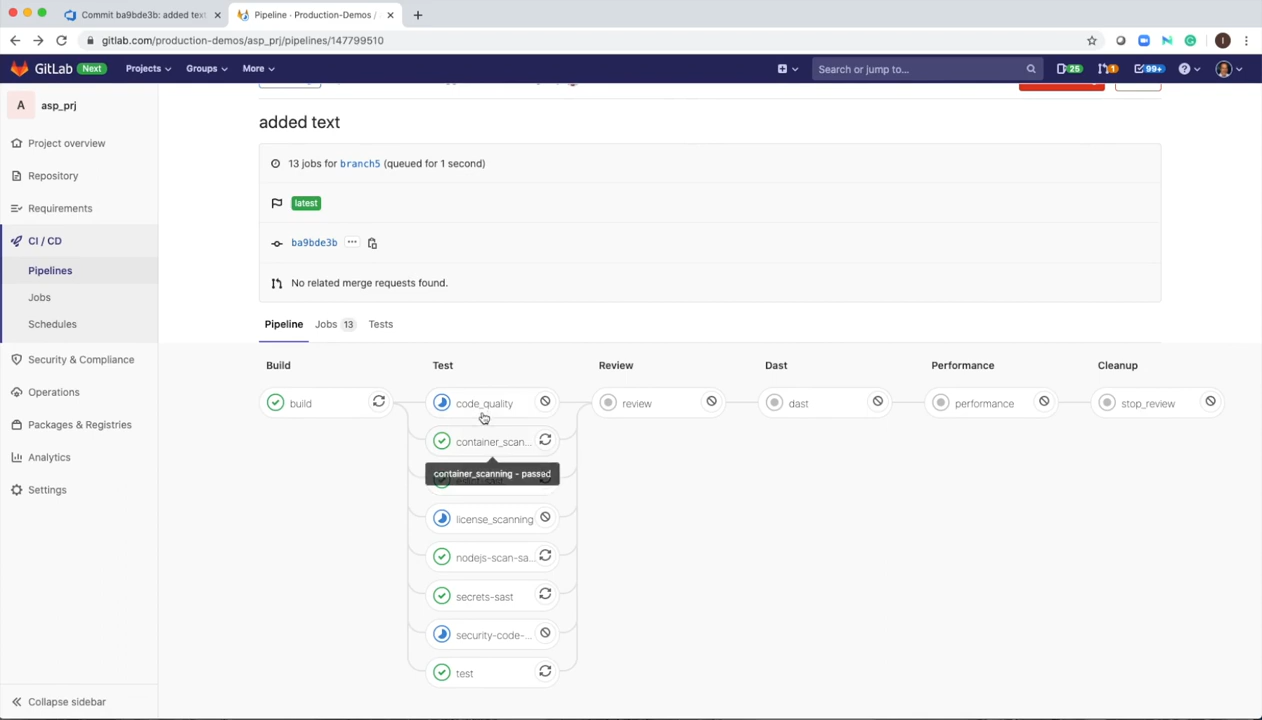 Commit ba9bde3b: added text
Pipeline · Production-Demos /
gitlab.com/production-demos/asp_prj/pipelines/147799510
GitLab Next Projects Groups More Search or jump to... 25 1 99+
A asp_prj
Project overview
Repository
Requirements
CI / CD
Pipelines
Jobs
Schedules
Security & Compliance
Operations
Packages & Registries
Analytics
Settings
Collapse sidebar
added text
13 jobs for branch5 (queued for 1 second)
latest
ba9bde3b ...
No related merge requests found.
Pipeline Jobs 13 Tests
Build Test Review Dast Performance Cleanup
build code_quality review dast performance stop_review
container_scan...
container_scanning - passed
license_scanning
nodejs-scan-sa...
secrets-sast
security-code-...
test